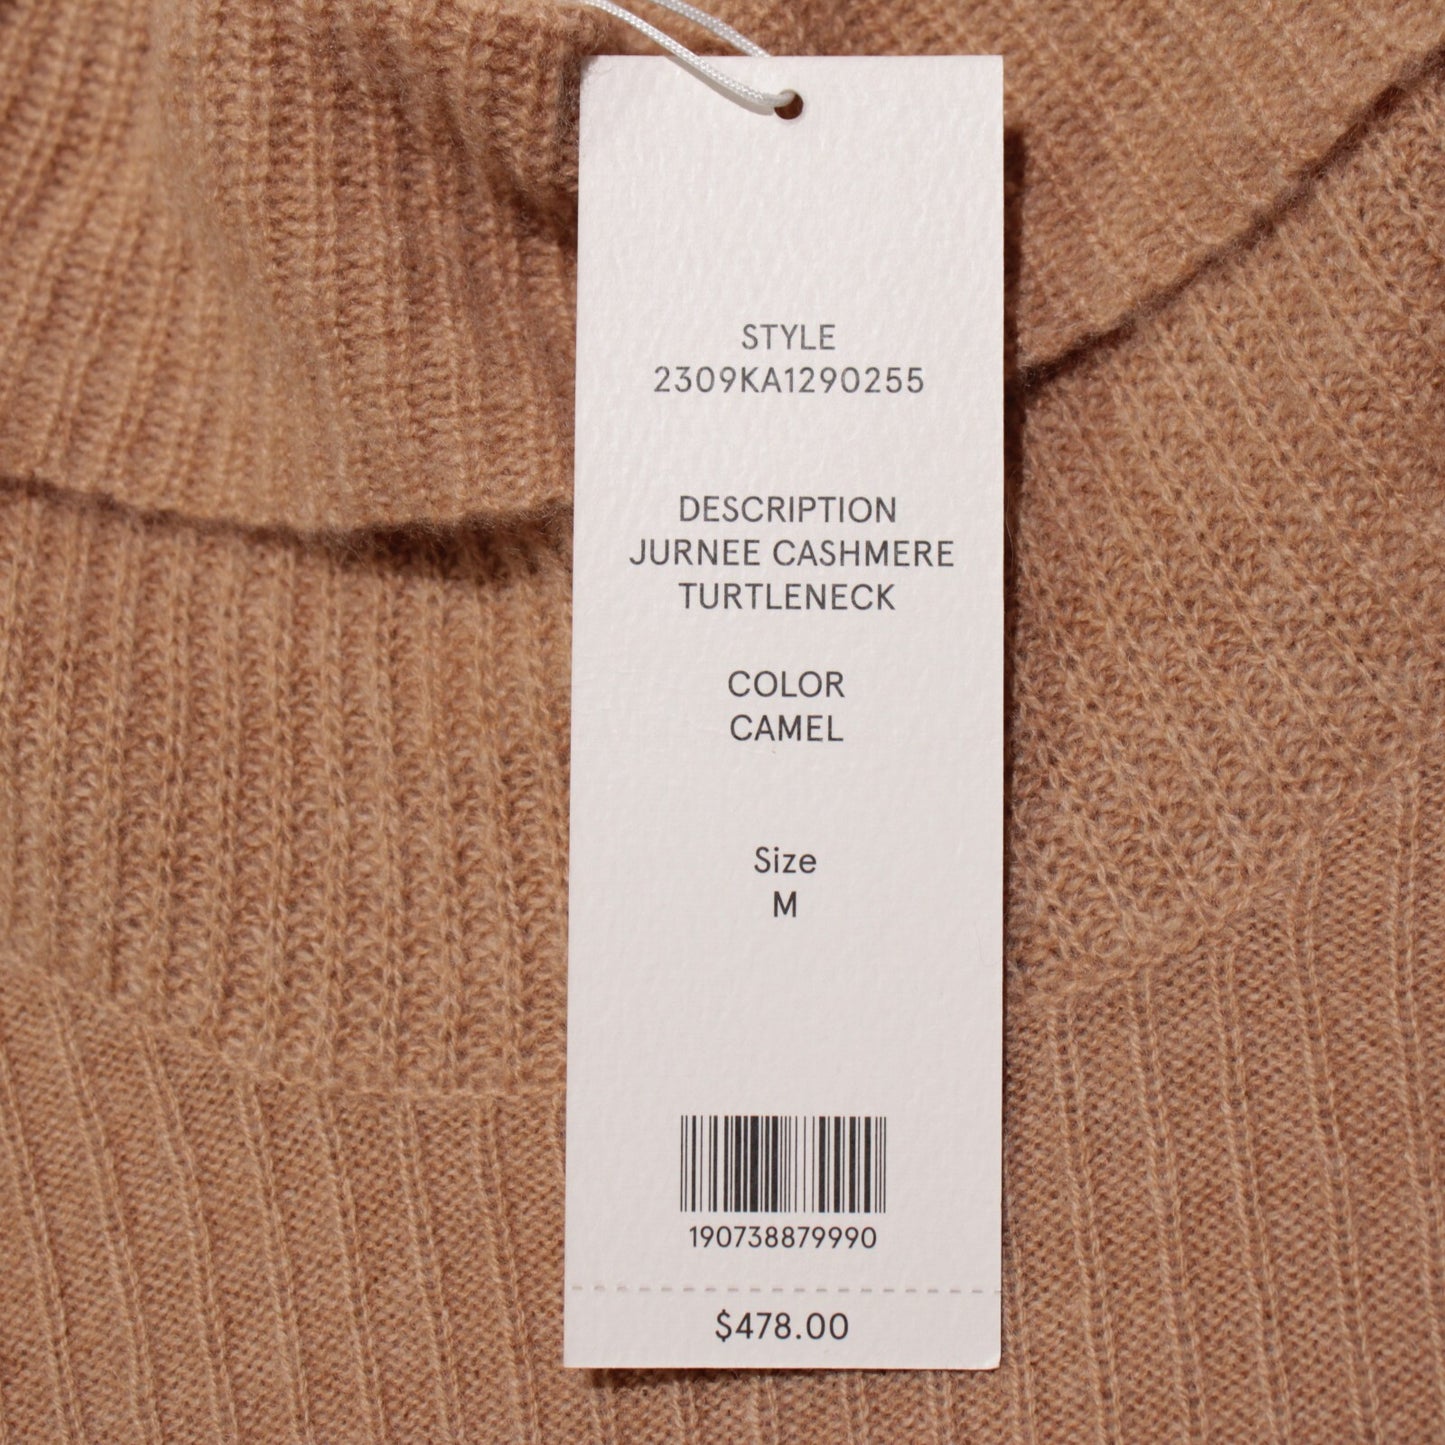 STYLE
2309KA1290255
DESCRIPTION
JURNEE CASHMERE
TURTLENECK
COLOR
CAMEL
Size
M
190738879990
$478.00